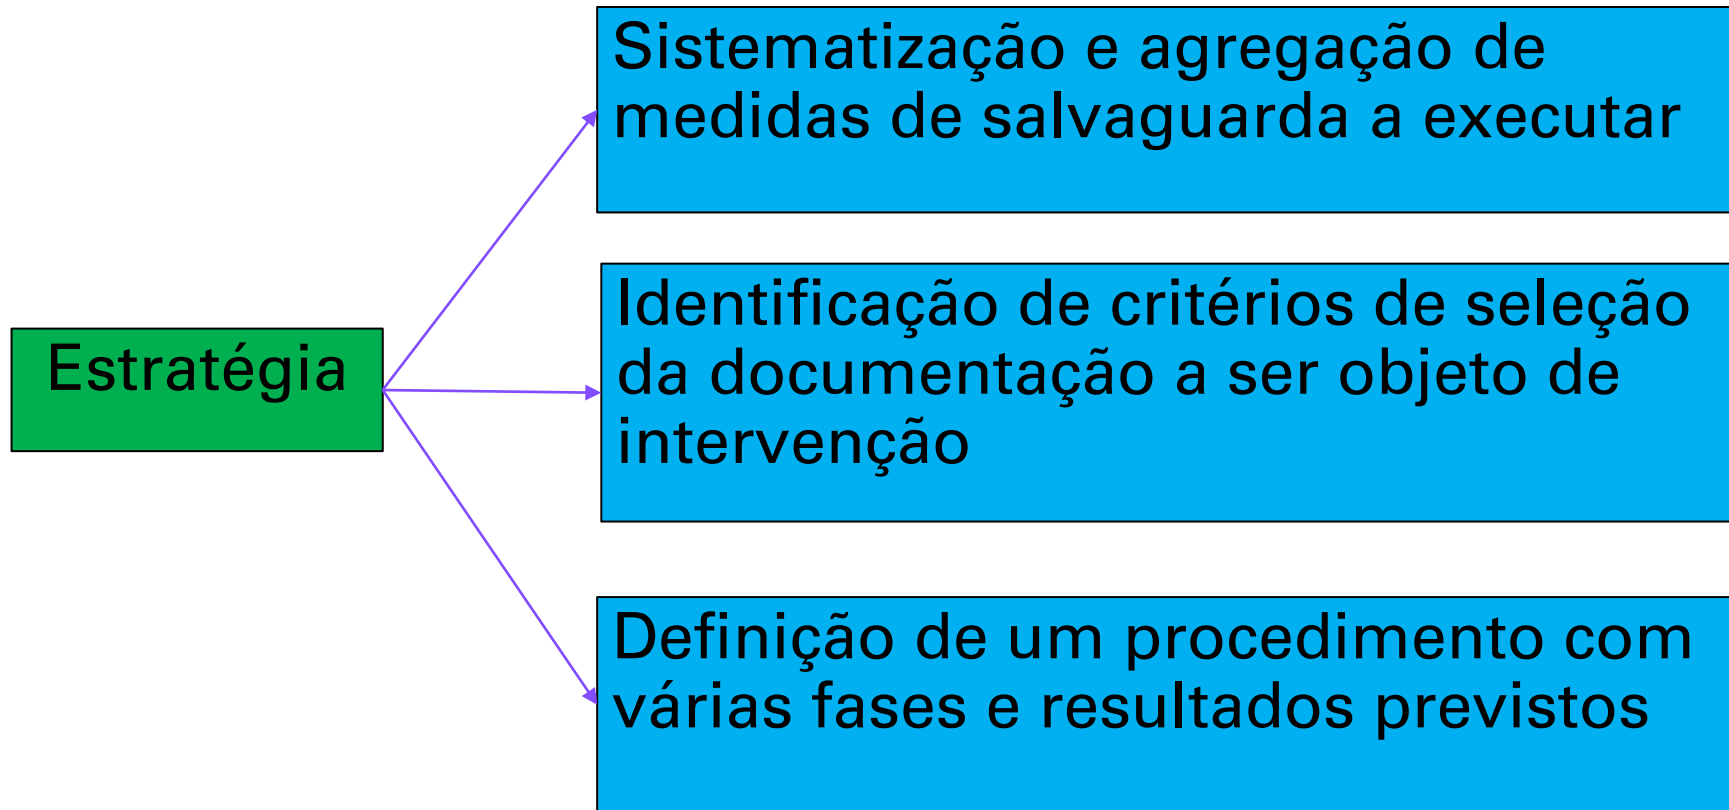 Estratégia
Sistematização e agregação de
medidas de salvaguarda a executar
Identificação de critérios de seleção
da documentação a ser objeto de
intervenção
Definição de um procedimento com
várias fases e resultados previstos